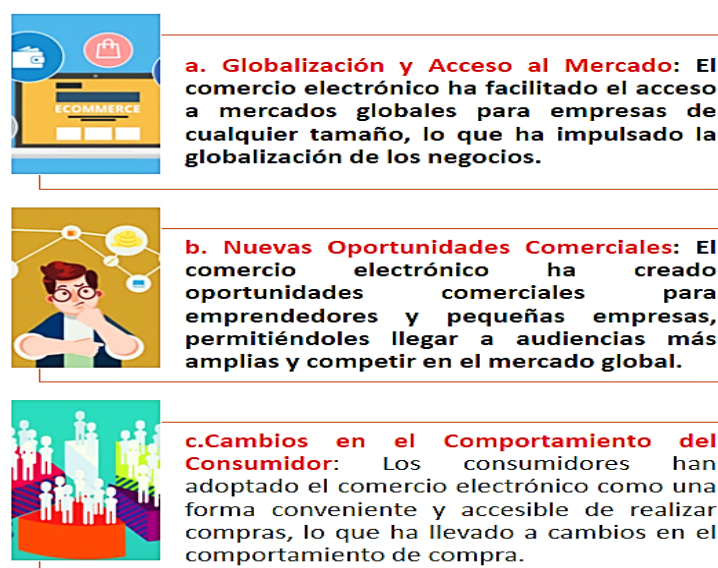 ECOMMERCE
a. Globalización y Acceso al Mercado: El
comercio electrónico ha facilitado el acceso
a mercados globales para empresas de
cualquier tamaño, lo que ha impulsado la
globalización de los negocios.
b. Nuevas Oportunidades Comerciales: El
comercio electrónico ha creado
oportunidades comerciales para
emprendedores y pequeñas empresas,
permitiéndoles llegar a audiencias más
amplias y competir en el mercado global.
c.Cambios en el Comportamiento del
Consumidor: Los consumidores han
adoptado el comercio electrónico como una
forma conveniente y accesible de realizar
compras, lo que ha llevado a cambios en el
comportamiento de compra.